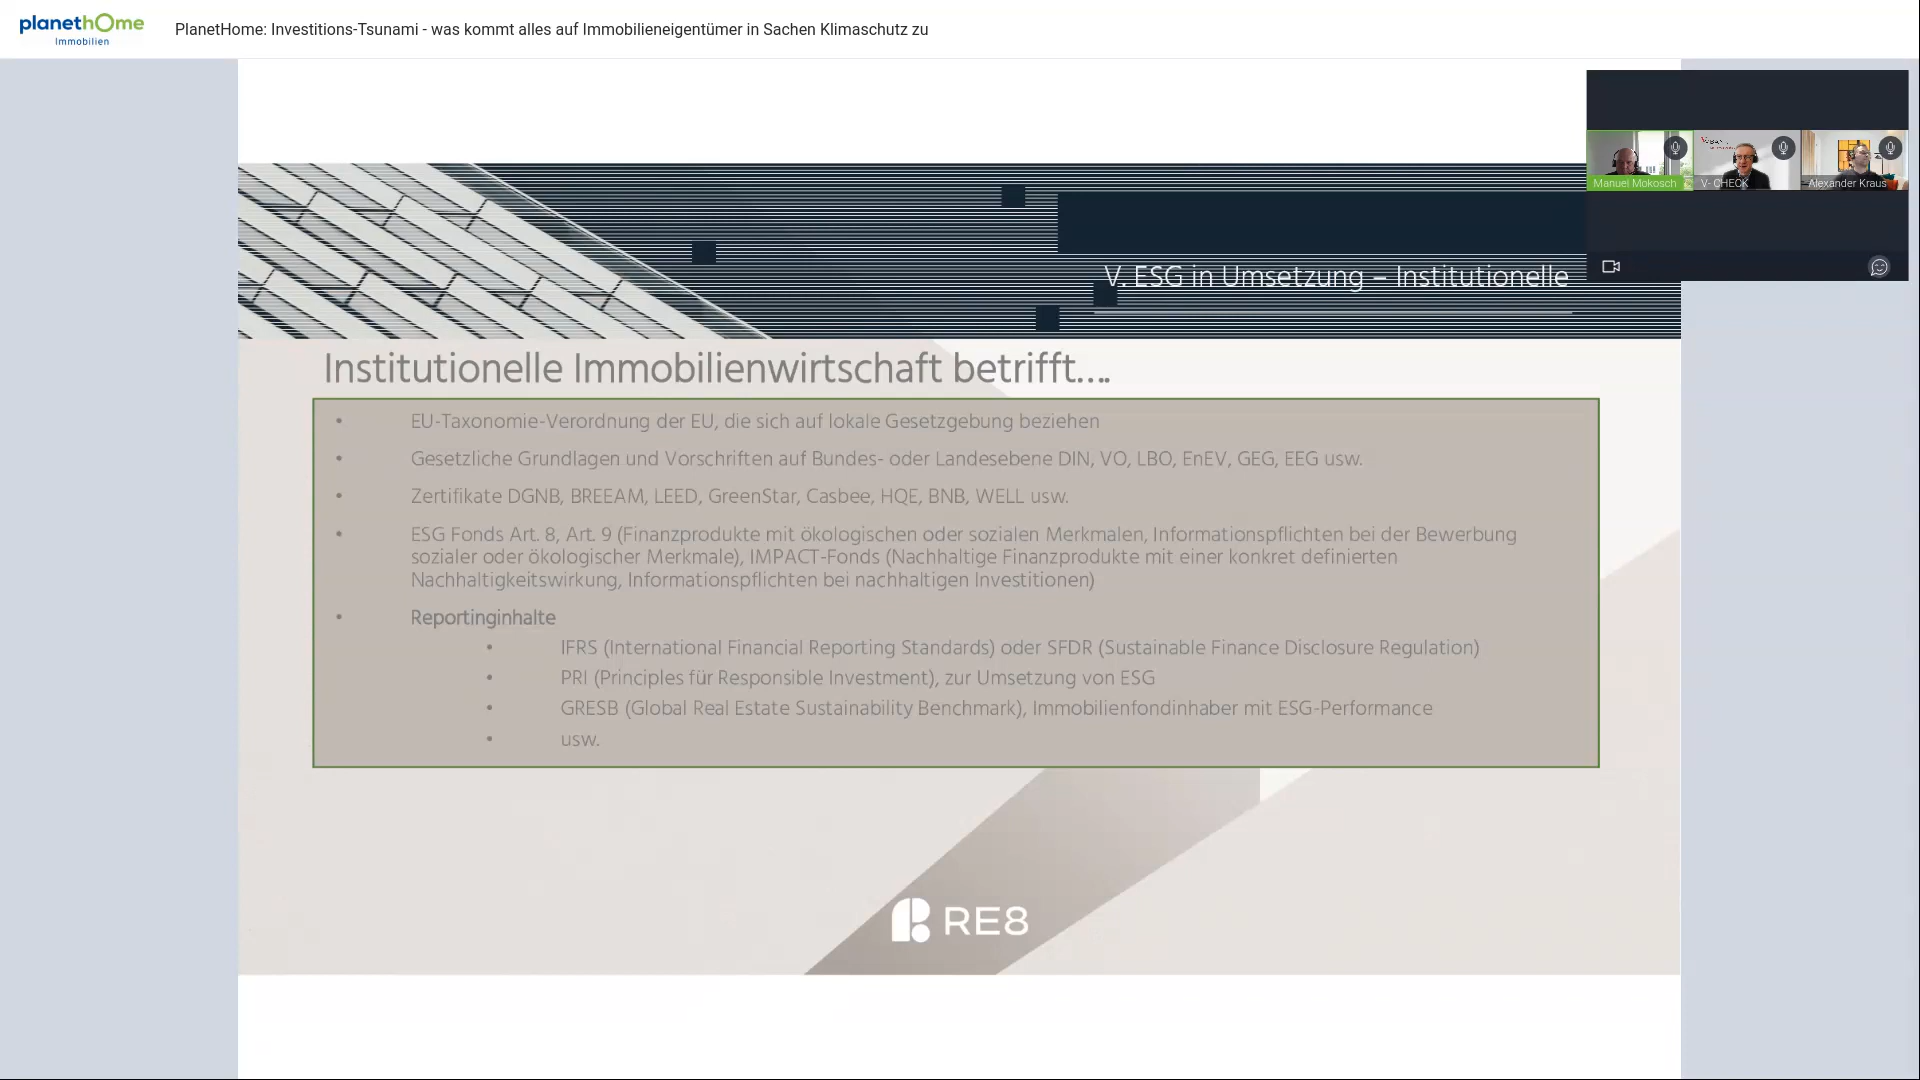 planethome
Immobilien
PlanetHome: Investitions-Tsunami - was kommt alles auf Immobilieneigentümer in Sachen Klimaschutz zu
Manuel Mokosch
V- CHECK
Alexander Kraus
V. ESG in Umsetzung – Institutionelle
Institutionelle Immobilienwirtschaft betrifft….
• EU-Taxonomie-Verordnung der EU, die sich auf lokale Gesetzgebung beziehen
• Gesetzliche Grundlagen und Vorschriften auf Bundes- oder Landesebene DIN, VO, LBO, EnEV, GEG, EEG usw.
• Zertifikate DGNB, BREEAM, LEED, GreenStar, Casbee, HQE, BNB, WELL usw.
• ESG Fonds Art. 8, Art. 9 (Finanzprodukte mit ökologischen oder sozialen Merkmalen, Informationspflichten bei der Bewerbung
sozialer oder ökologischer Merkmale), IMPACT-Fonds (Nachhaltige Finanzprodukte mit einer konkret definierten
Nachhaltigkeitswirkung, Informationspflichten bei nachhaltigen Investitionen)
• Reportinginhalte
• IFRS (International Financial Reporting Standards) oder SFDR (Sustainable Finance Disclosure Regulation)
• PRI (Principles für Responsible Investment), zur Umsetzung von ESG
• GRESB (Global Real Estate Sustainability Benchmark), Immobilienfondinhaber mit ESG-Performance
• usw.
RE8